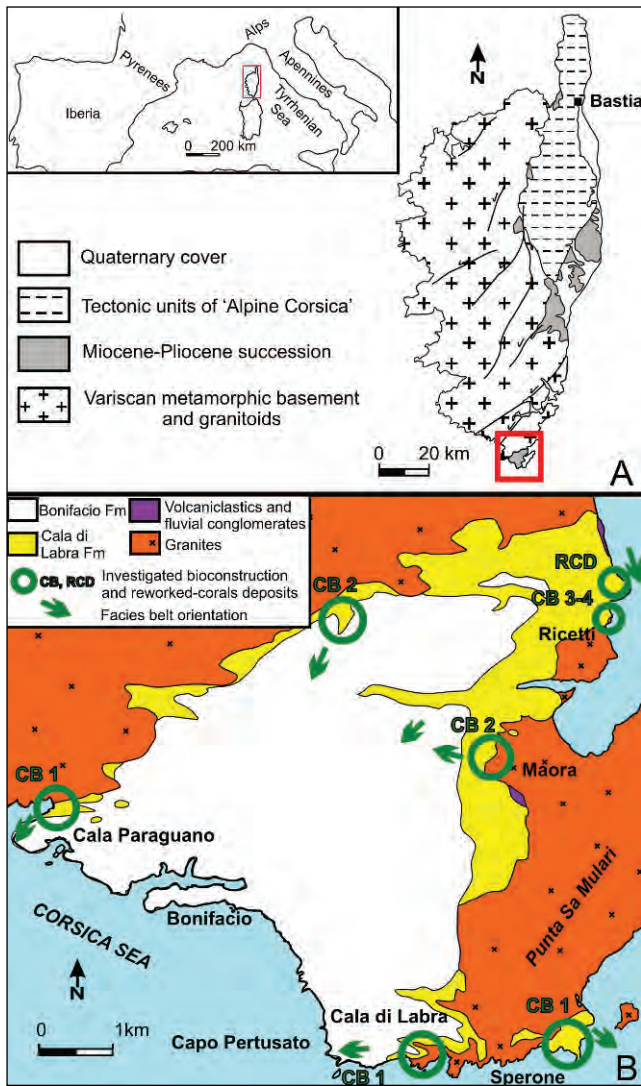 Alps
Pyrenees
Apennines
Iberia
Tyrrhenian
Sea
0 200 km
N
Bastia
Quaternary cover
Tectonic units of 'Alpine Corsica'
Miocene-Pliocene succession
Variscan metamorphic basement
and granitoids
0 20 km
A
Bonifacio Fm
Volcaniclastics and
fluvial conglomerates
Cala di
Labra Fm
Granites
CB, RCD
Investigated bioconstruction
and reworked-corals deposits
Facies belt orientation
RCD
CB 2
CB 3-4
Ricetti
CB 2
Maora
CB 1
Cala Paraguano
Punta Sa Mulari
Bonifacio
CORSICA SEA
N
Cala di Labra
CB 1
0 1km
Capo Pertusato
CB 1
Sperone
B